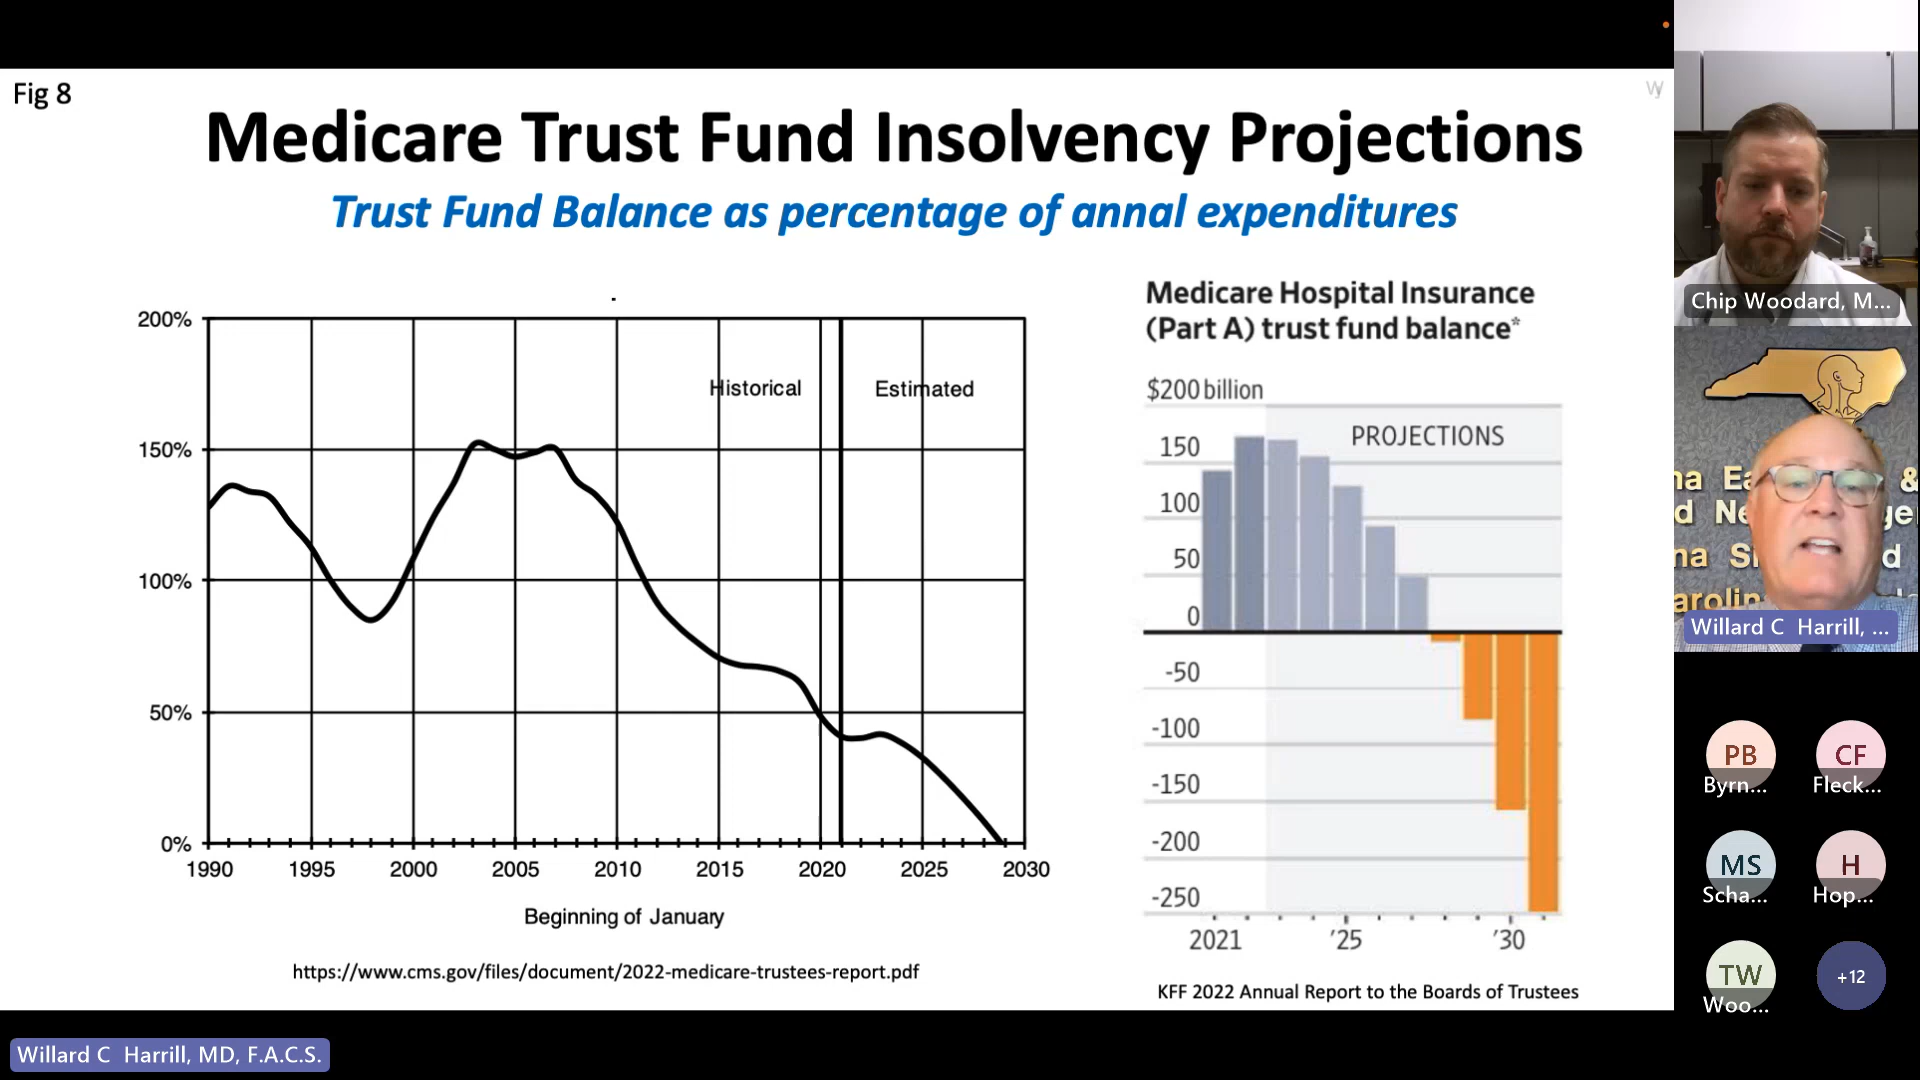 Fig 8
Medicare Trust Fund Insolvency Projections
Trust Fund Balance as percentage of annal expenditures
200%
150%
100%
50%
0%
Historical
Estimated
1990 1995 2000 2005 2010 2015 2020 2025 2030
Beginning of January
https://www.cms.gov/files/document/2022-medicare-trustees-report.pdf
Medicare Hospital Insurance
(Part A) trust fund balance*
$200 billion
PROJECTIONS
150
100
50
0
-50
-100
-150
-200
-250
2021 '25 '30
KFF 2022 Annual Report to the Boards of Trustees
Willard C Harrill, MD, F.A.C.S.
Chip Woodard, M...
Willard C Harrill, ...
PB
Byrn...
CF
Fleck...
MS
Scha...
H
Hop...
TW
Woo...
+12